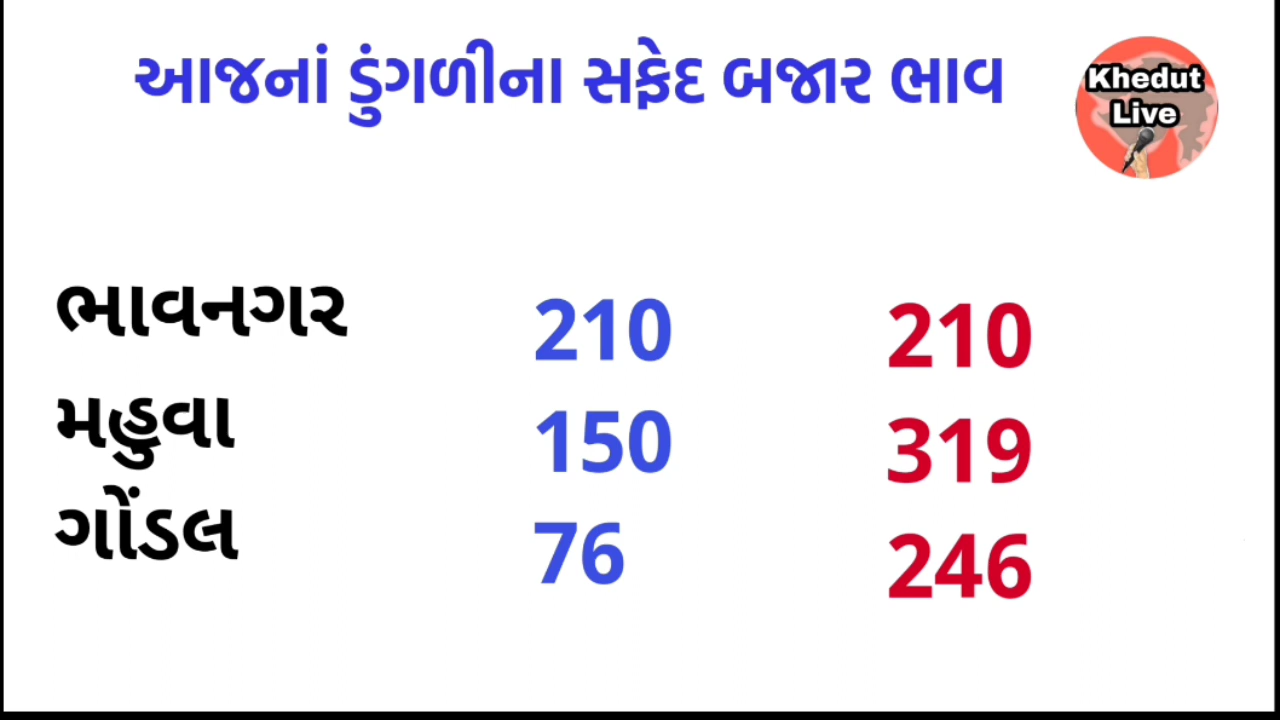 આજનાં ડુંગળીના સફેદ બજાર ભાવ
Khedut
Live
ભાવનગર 210 210
મહુવા 150 319
ગોંડલ 76 246